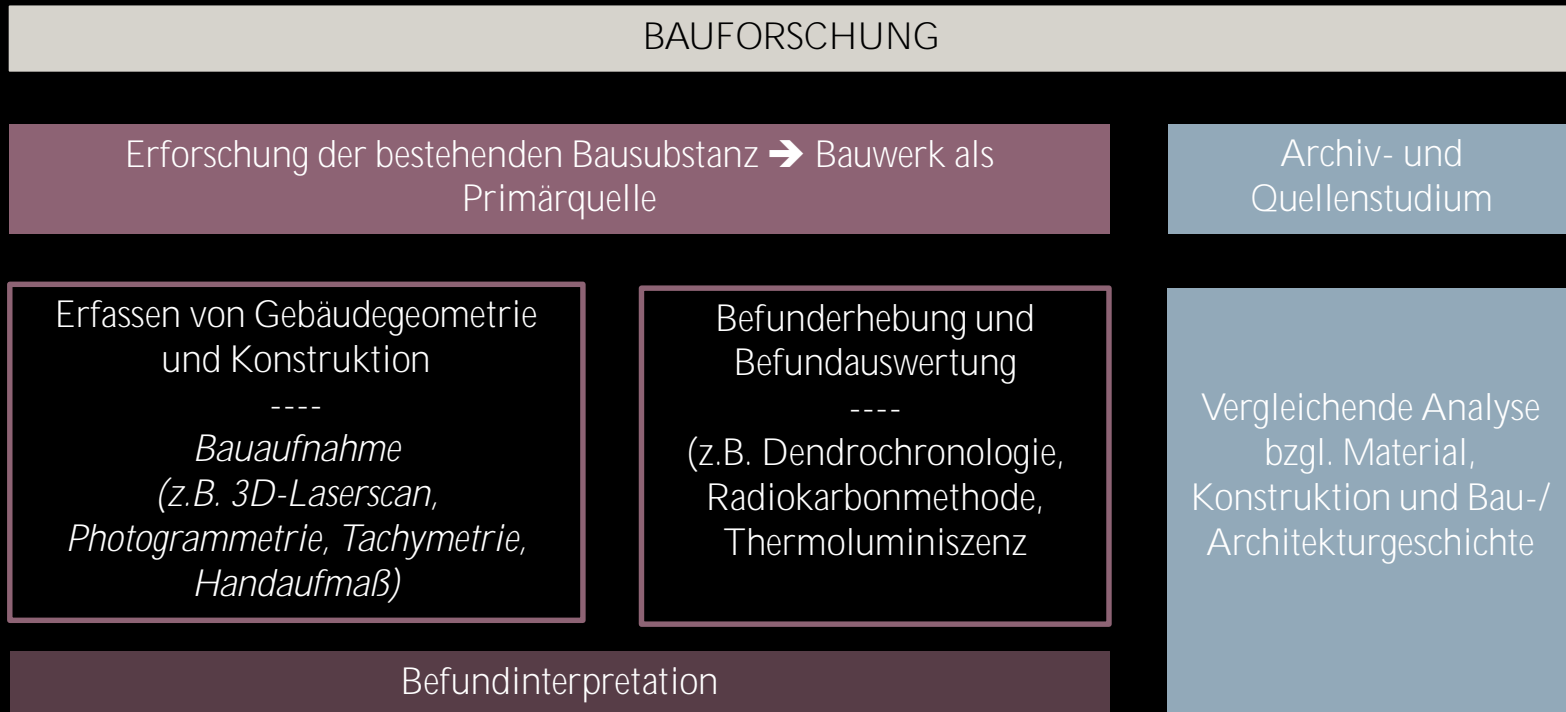 BAUFORSCHUNG
Erforschung der bestehenden Bausubstanz ➔ Bauwerk als
Primärquelle
Archiv- und
Quellenstudium
Erfassen von Gebäudegeometrie
und Konstruktion
----
Bauaufnahme
(z.B. 3D-Laserscan,
Photogrammetrie, Tachymetrie,
Handaufmaß)
Befunderhebung und
Befundauswertung
----
(z.B. Dendrochronologie,
Radiokarbonmethode,
Thermoluminiszenz
Vergleichende Analyse
bzgl. Material,
Konstruktion und Bau-/
Architekturgeschichte
Befundinterpretation